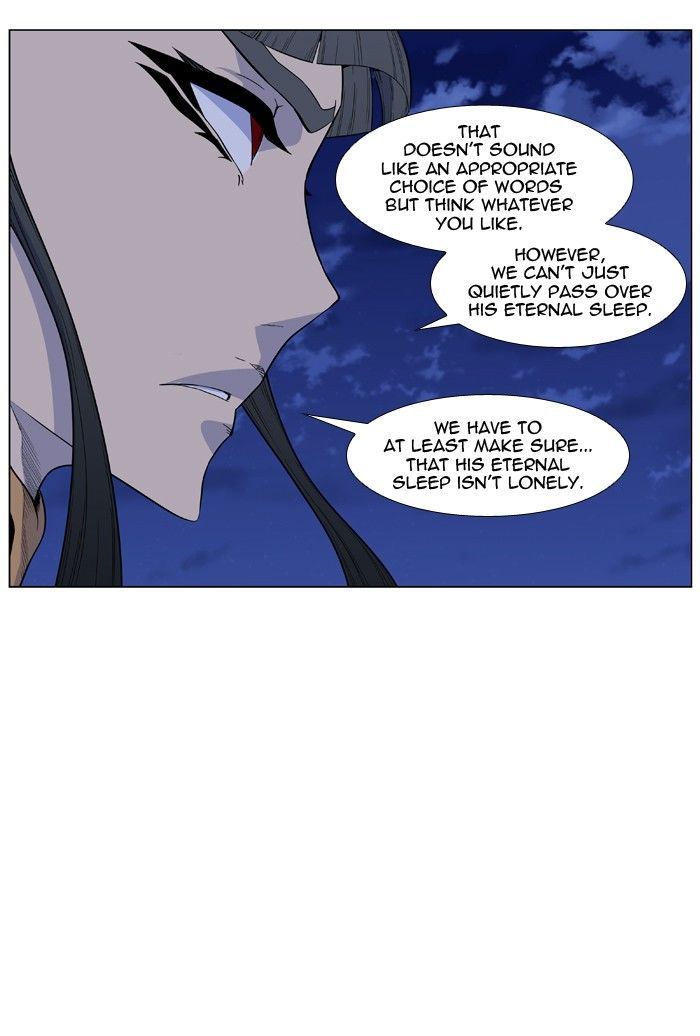 THAT
DOESN'T SOUND
LIKE AN APPROPRIATE
CHOICE OF WORDS
BUT THINK WHATEVER
YOU LIKE.
HOWEVER,
WE CAN'T JUST
QUIETLY PASS OVER
HIS ETERNAL SLEEP.
WE HAVE TO
AT LEAST MAKE SURE...
THAT HIS ETERNAL
SLEEP ISN'T LONELY.